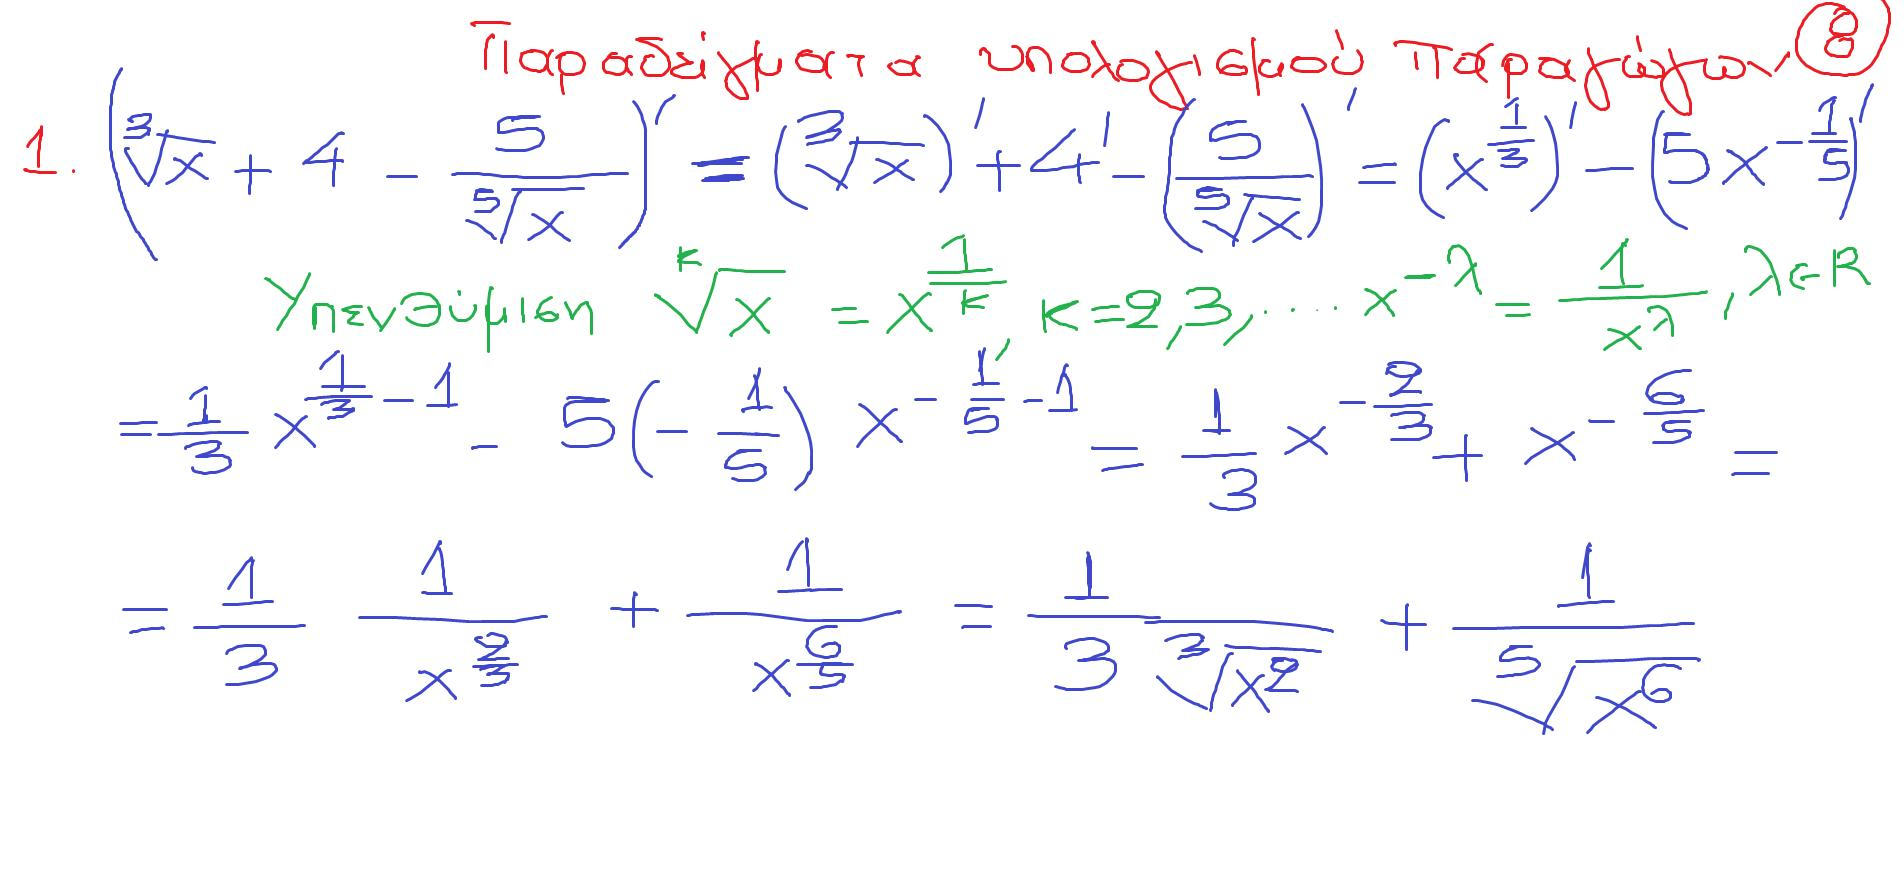 Παραδείγματα υπολογισμού Παραγώγων 8
1. (∛x + 4 - 5/⁵√x)' = (∛x)' + 4' - (5/⁵√x)' = (x^(1/3))' - (5x^(-1/5))'
Υπενθύμιση ᵏ√x = x^(1/κ), κ=2,3,..... x^(-λ) = 1/x^λ, λ∈R
= 1/3 x^(1/3 - 1) - 5(-1/5) x^(-1/5 - 1) = 1/3 x^(-2/3) + x^(-6/5) =
= 1/3 1/x^(2/3) + 1/x^(6/5) = 1/(3 ∛(x²)) + 1/⁵√(x⁶)